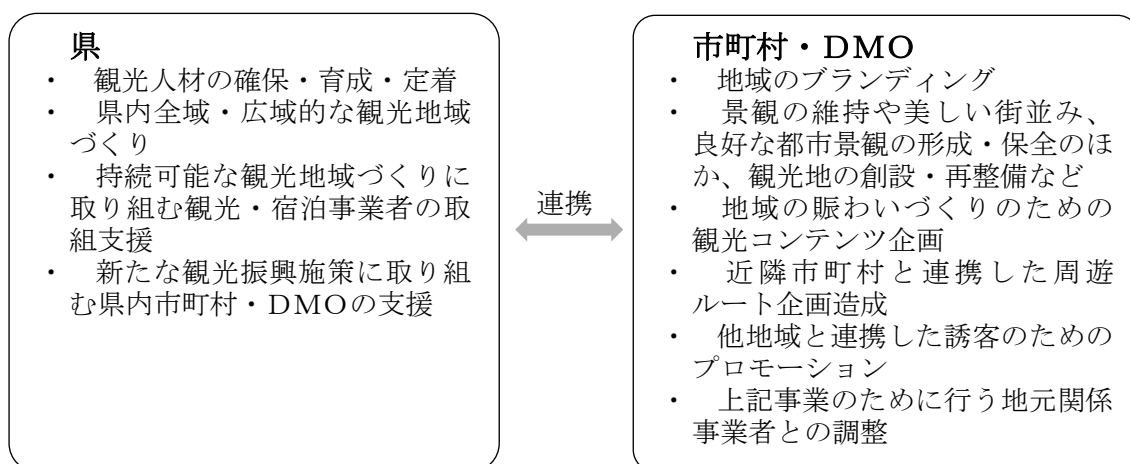 県
・ 観光人材の確保・育成・定着
・ 県内全域・広域的な観光地域
づくり
・ 持続可能な観光地域づくりに
取り組む観光・宿泊事業者の取
組支援
・ 新たな観光振興施策に取り組
む県内市町村・DMOの支援
連携
市町村・DMO
・ 地域のブランディング
・ 景観の維持や美しい街並み、
良好な都市景観の形成・保全のほ
か、観光地の創設・再整備など
・ 地域の賑わいづくりのための
観光コンテンツ企画
・ 近隣市町村と連携した周遊
ルート企画造成
・ 他地域と連携した誘客のための
プロモーション
・ 上記事業のために行う地元関係
事業者との調整